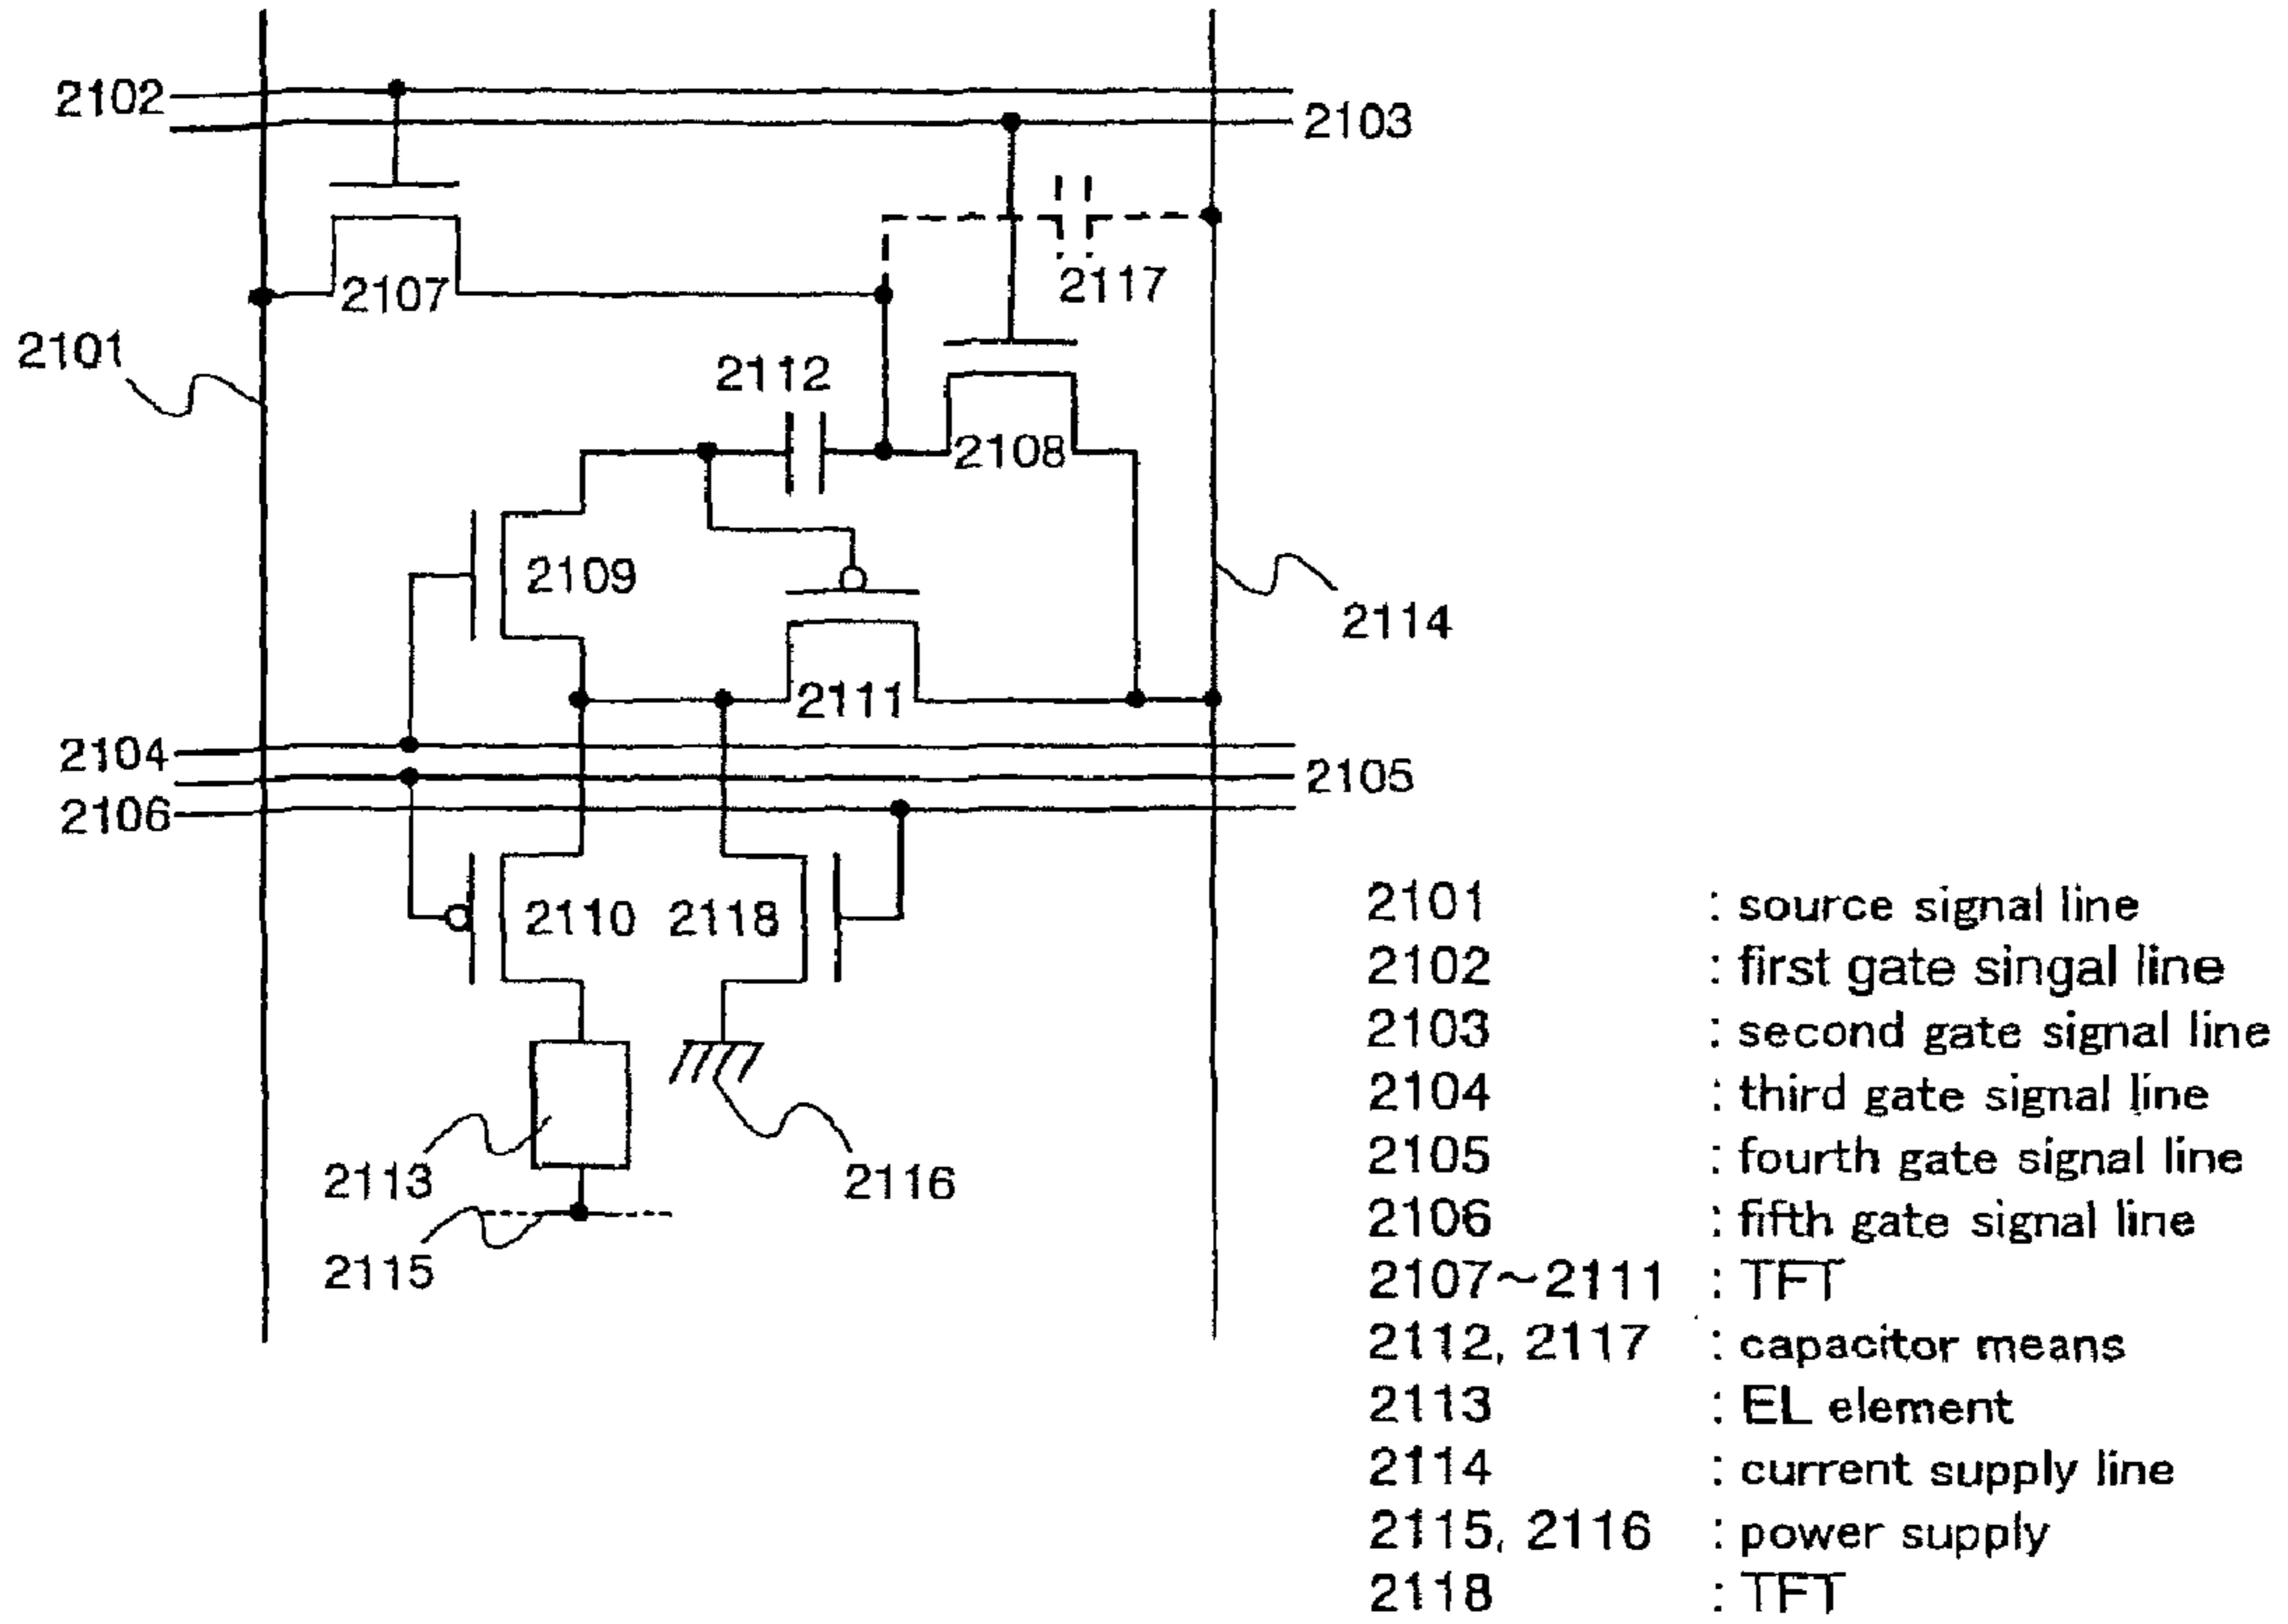 2102
2103
2107
2117
2101
2112
2108
2109
2114
2111
2104
2105
2106
2110
2118
2113
2116
2115
2101 : source signal line
2102 : first gate singal line
2103 : second gate signal line
2104 : third gate signal line
2105 : fourth gate signal line
2106 : fifth gate signal line
2107~2111 : TFT
2112, 2117 : capacitor means
2113 : EL element
2114 : current supply line
2115, 2116 : power supply
2118 : TFT